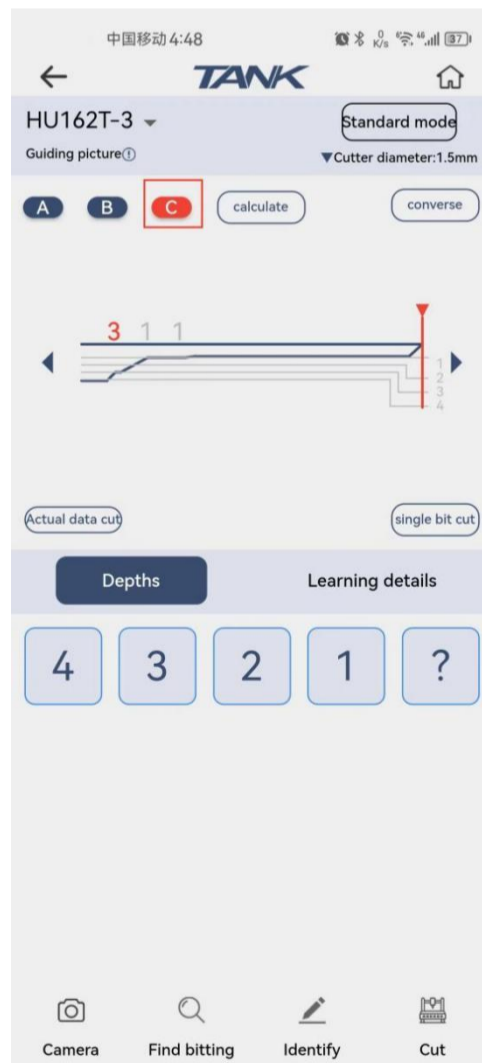 中国移动 4:48
0 K/s 46 37
TANK
HU162T-3
Standard mode
Guiding picture
Cutter diameter:1.5mm
A B C calculate converse
3 1 1
1
2
3
4
Actual data cut single bit cut
Depths Learning details
4 3 2 1 ?
Camera Find bitting Identify Cut